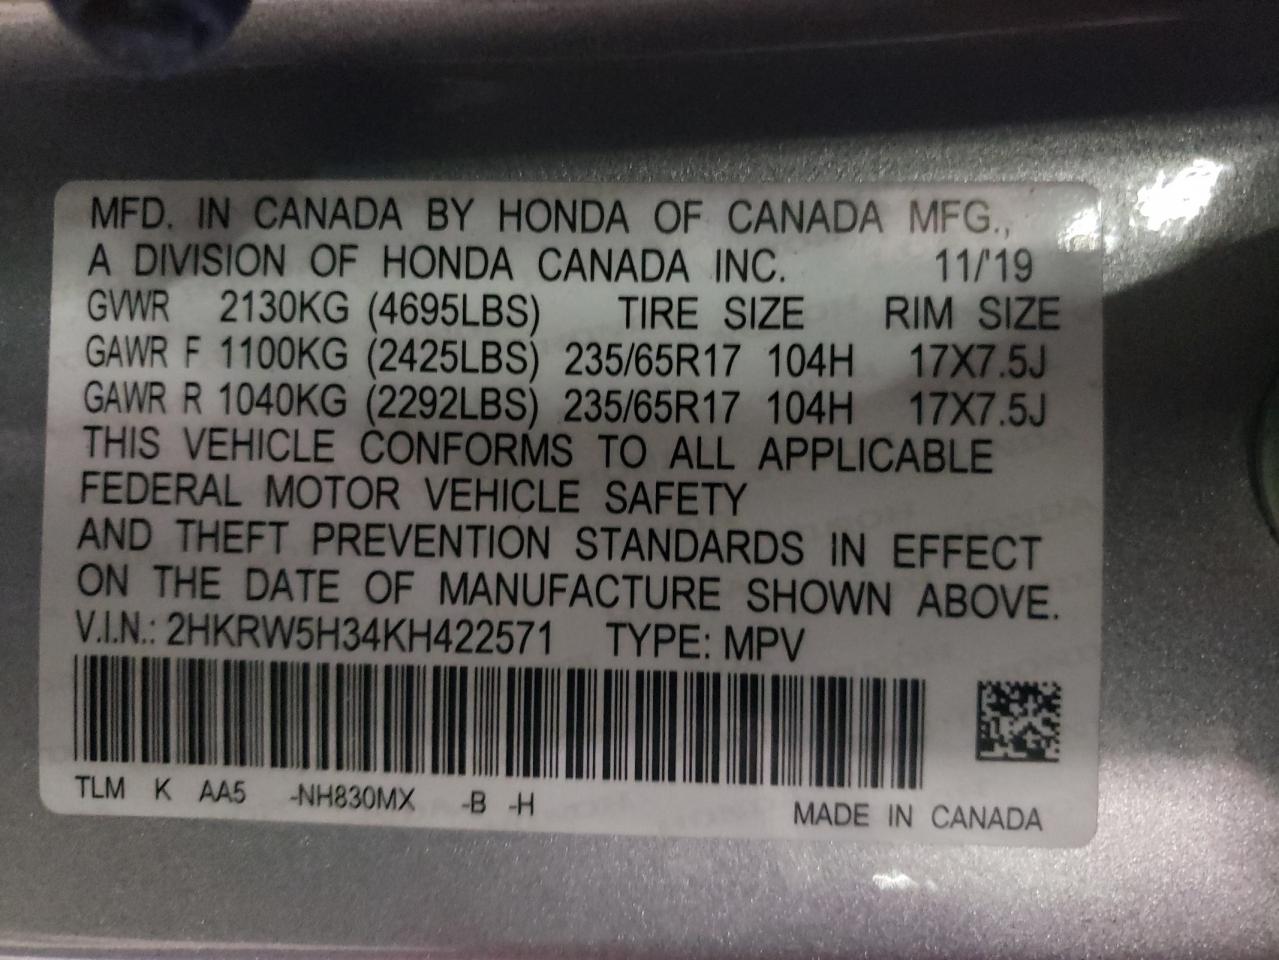 MFD. IN CANADA BY HONDA OF CANADA MFG.,
A DIVISION OF HONDA CANADA INC. 11/'19
GVWR 2130KG (4695LBS) TIRE SIZE RIM SIZE
GAWR F 1100KG (2425LBS) 235/65R17 104H 17X7.5J
GAWR R 1040KG (2292LBS) 235/65R17 104H 17X7.5J
THIS VEHICLE CONFORMS TO ALL APPLICABLE
FEDERAL MOTOR VEHICLE SAFETY
AND THEFT PREVENTION STANDARDS IN EFFECT
ON THE DATE OF MANUFACTURE SHOWN ABOVE.
V.I.N.: 2HKRW5H34KH422571 TYPE: MPV
TLM K AA5 -NH830MX -B -H
MADE IN CANADA